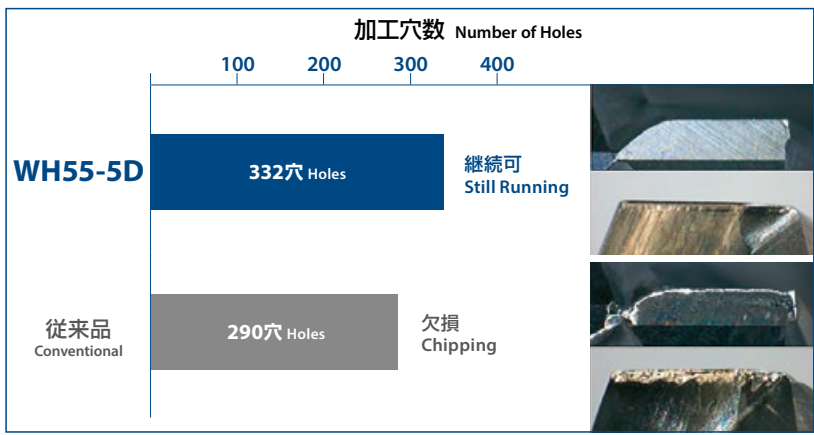 加工穴数 Number of Holes
100 200 300 400
WH55-5D
332穴 Holes
継続可
Still Running
従来品
Conventional
290穴 Holes
欠損
Chipping